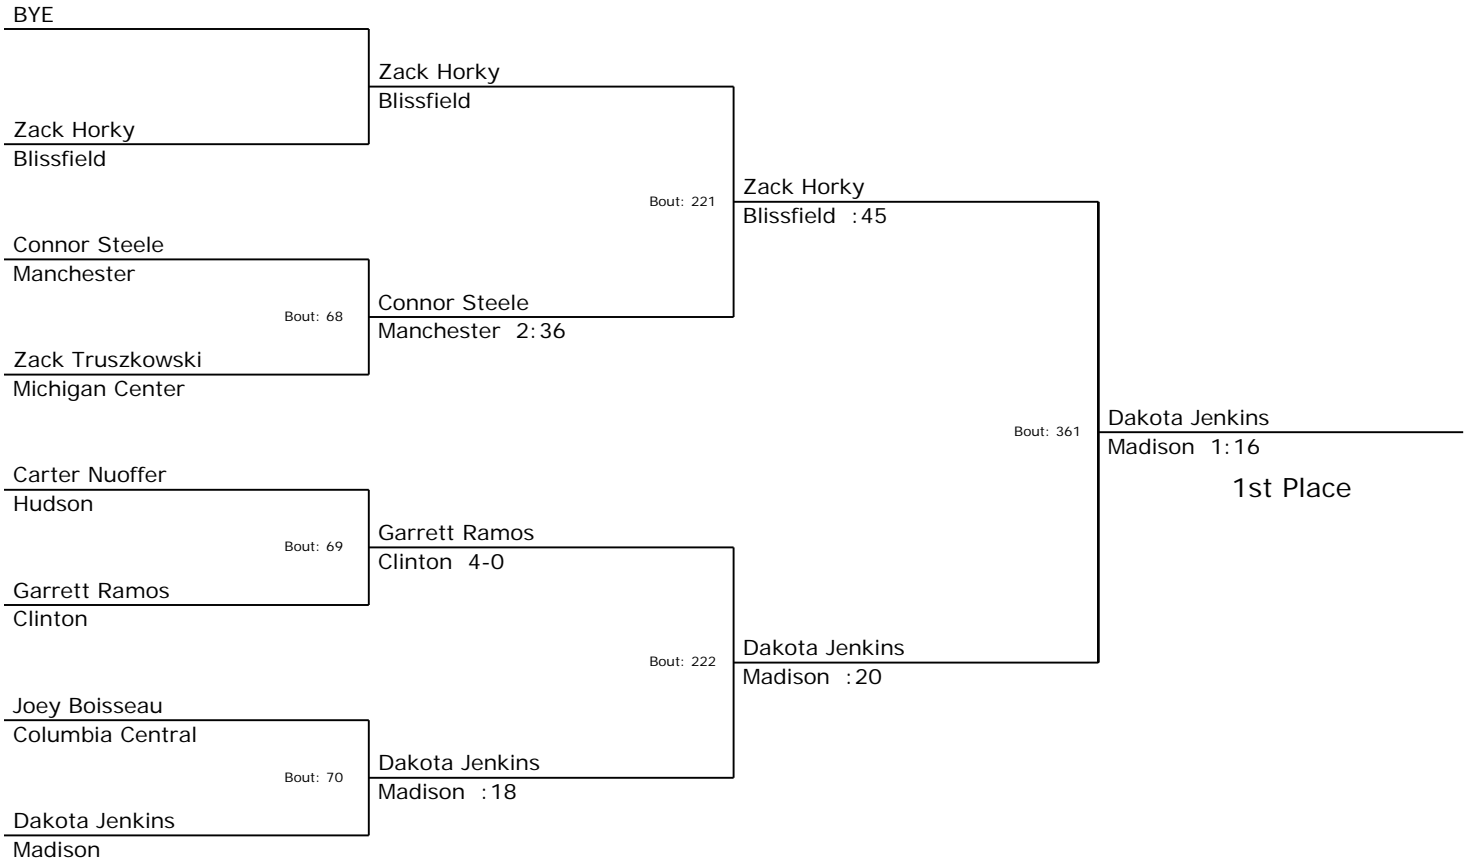 BYE
Zack Horky
Blissfield
Zack Horky
Blissfield
Bout: 221
Zack Horky
Blissfield :45
Connor Steele
Manchester
Bout: 68
Connor Steele
Manchester 2:36
Zack Truszkowski
Michigan Center
Bout: 361
Dakota Jenkins
Madison 1:16
1st Place
Carter Nuoffer
Hudson
Bout: 69
Garrett Ramos
Clinton 4-0
Garrett Ramos
Clinton
Bout: 222
Dakota Jenkins
Madison :20
Joey Boisseau
Columbia Central
Bout: 70
Dakota Jenkins
Madison :18
Dakota Jenkins
Madison